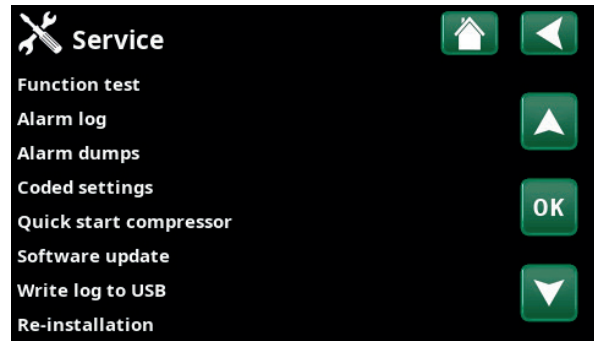 Service
Function test
Alarm log
Alarm dumps
Coded settings
OK
Quick start compressor
Software update
Write log to USB
Re-installation